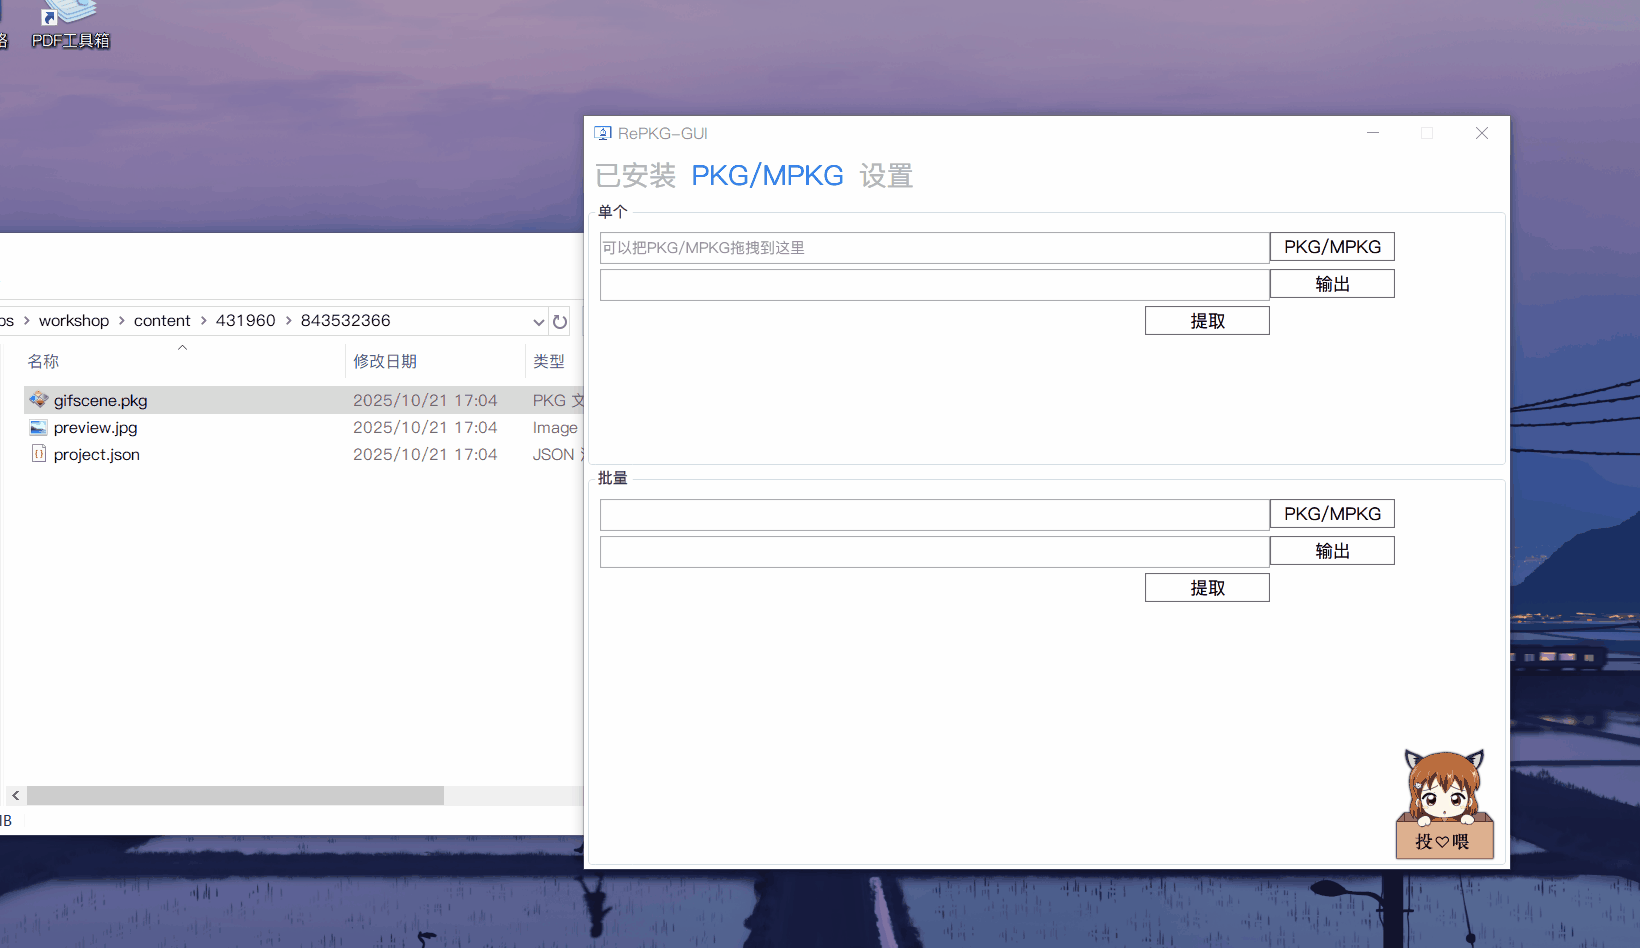 PDF工具箱
RePKG-GUI
已安装 PKG/MPKG 设置
单个
可以把PKG/MPKG拖拽到这里 PKG/MPKG
输出
提取
批量
PKG/MPKG
输出
提取
投♡喂
workshop › content › 431960 › 843532366
名称 修改日期 类型
gifscene.pkg 2025/10/21 17:04 PKG 文
preview.jpg 2025/10/21 17:04 Image
project.json 2025/10/21 17:04 JSON